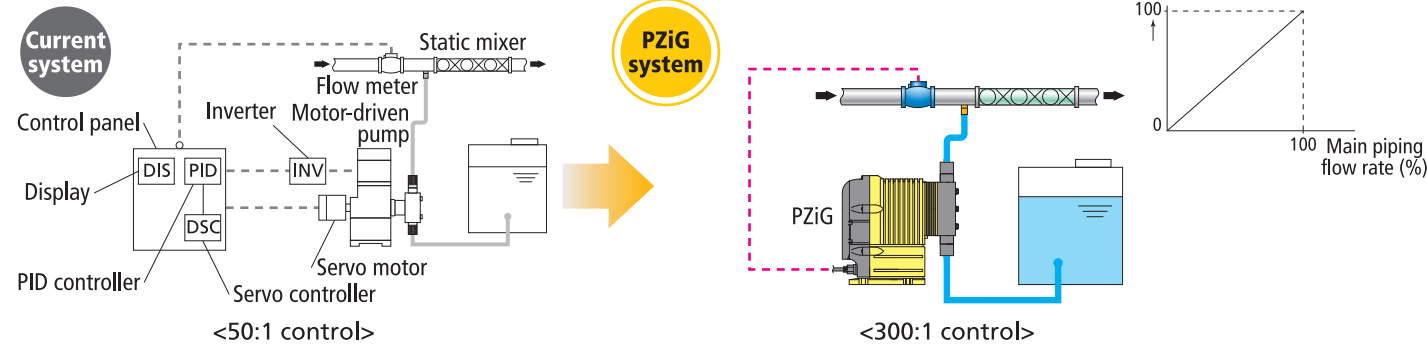 Current
system
Static mixer
Flow meter
Control panel
Inverter
Motor-driven
pump
DIS
PID
INV
Display
DSC
PID controller
Servo motor
Servo controller
<50:1 control>
PZiG
system
PZiG
<300:1 control>
100
↑
0
100
Main piping
flow rate (%)